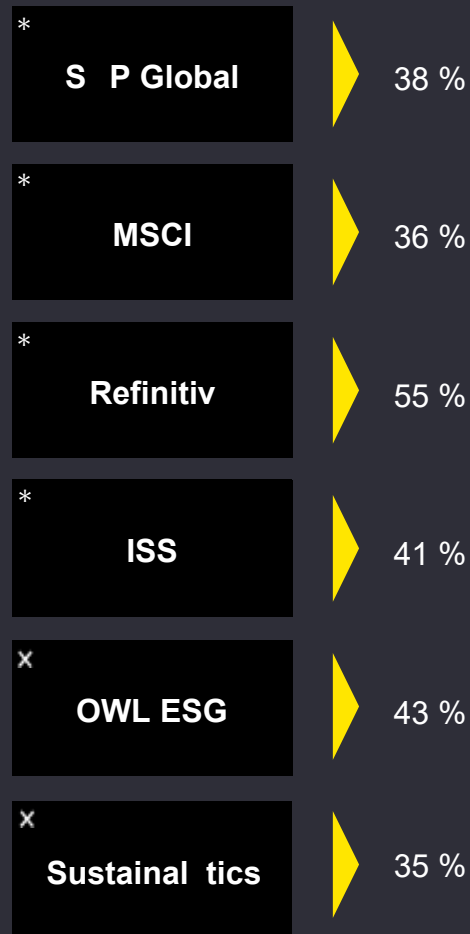 *
S P Global
38 %
*
MSCI
36 %
*
Refinitiv
55 %
*
ISS
41 %
x
OWL ESG
43 %
x
Sustainal tics
35 %